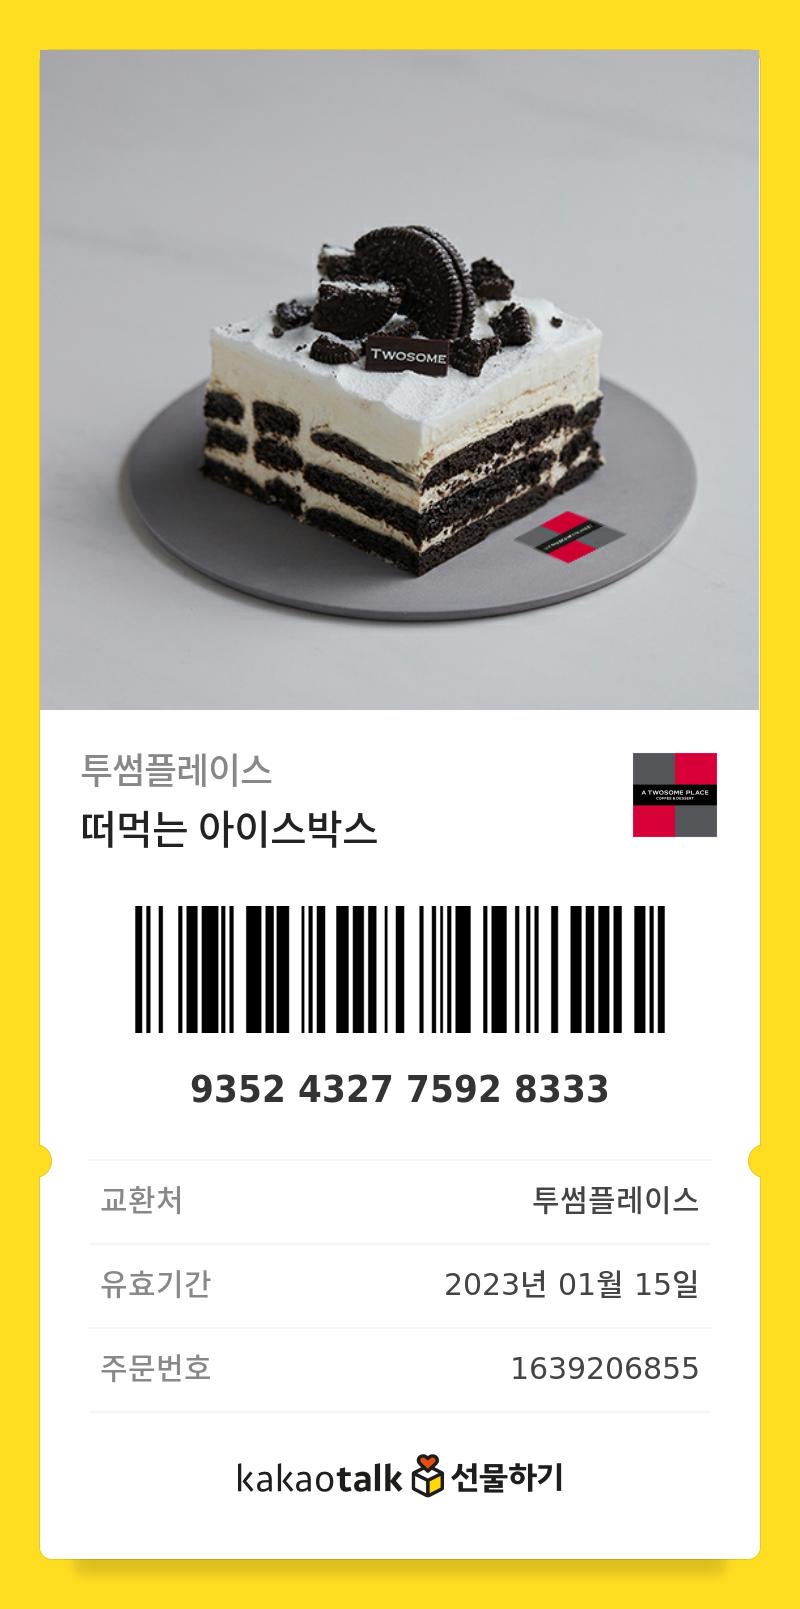 TWOSOME
투썸플레이스
떠먹는 아이스박스
A TWOSOME PLACE
COFFEE & DESSERT
9352 4327 7592 8333
교환처 투썸플레이스
유효기간 2023년 01월 15일
주문번호 1639206855
kakaotalk 선물하기